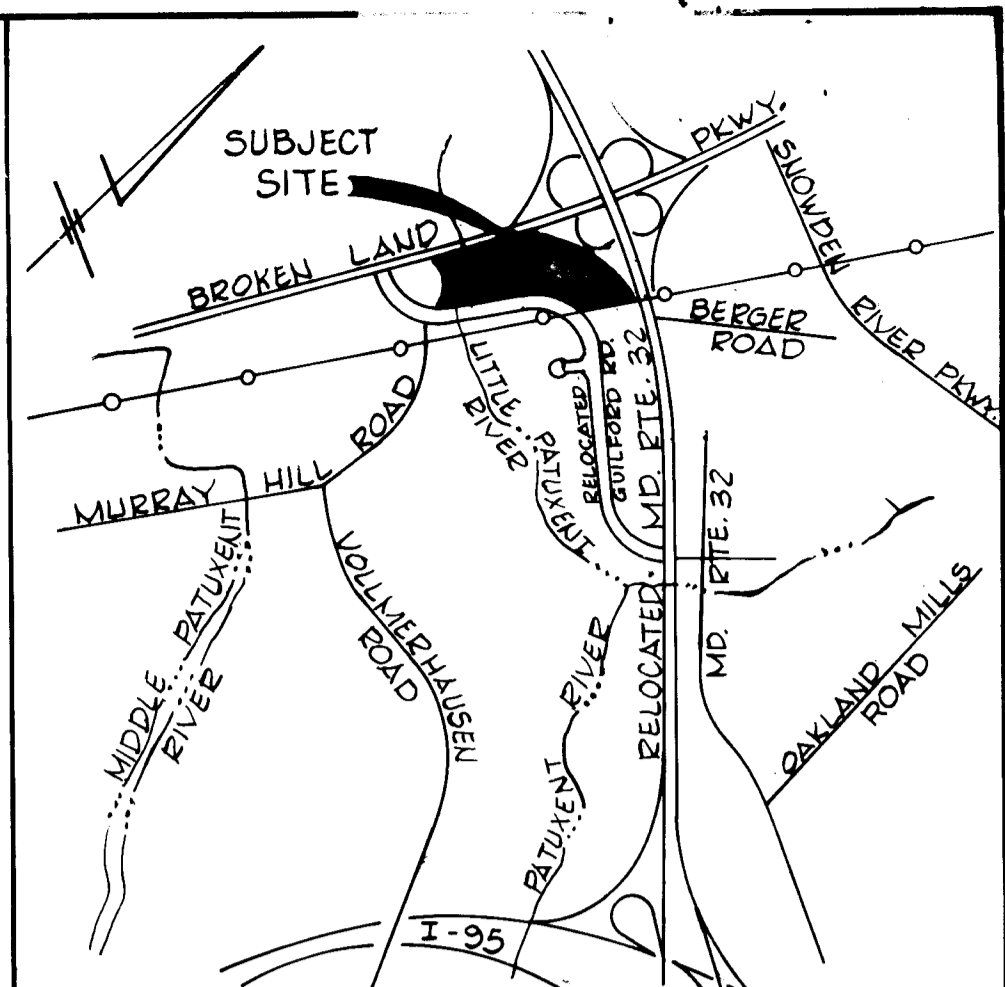 SUBJECT
SITE
PKWY.
SNOWDEN
RIVER PKWY.
BROKEN LAND
BERGER
ROAD
LITTLE
RIVER
PATUXENT
RELOCATED
GUILFORD RD.
RELOCATED MD. RTE. 32
MURRAY HILL ROAD
MD. RTE. 32
VOLLMERHAUSEN
ROAD
MIDDLE PATUXENT
RIVER
PATUXENT RIVER
OAKLAND MILLS
ROAD
I-95